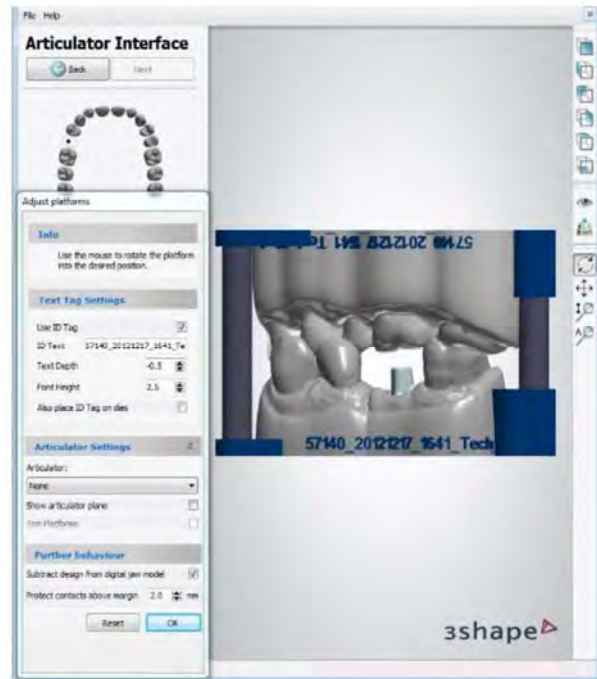 File Help
Articulator Interface
Back Next
Adjust platforms
Info
Use the mouse to rotate the platform
into the desired position.
Text Tag Settings
Use ID Tag
ID Text 57140_20121217_1641_Te
Text Depth -0.5
Font Height 2.5
Also place ID Tag on dies
Articulator Settings
Articulator:
None
Show articulator plane
Trim Platforms
Further behaviour
Subtract design from digital jaw model
Protect contacts above margin 2.0 mm
Reset OK
57140_20121217_1641_Tech
57140_20121217_1641_Tech
3shape